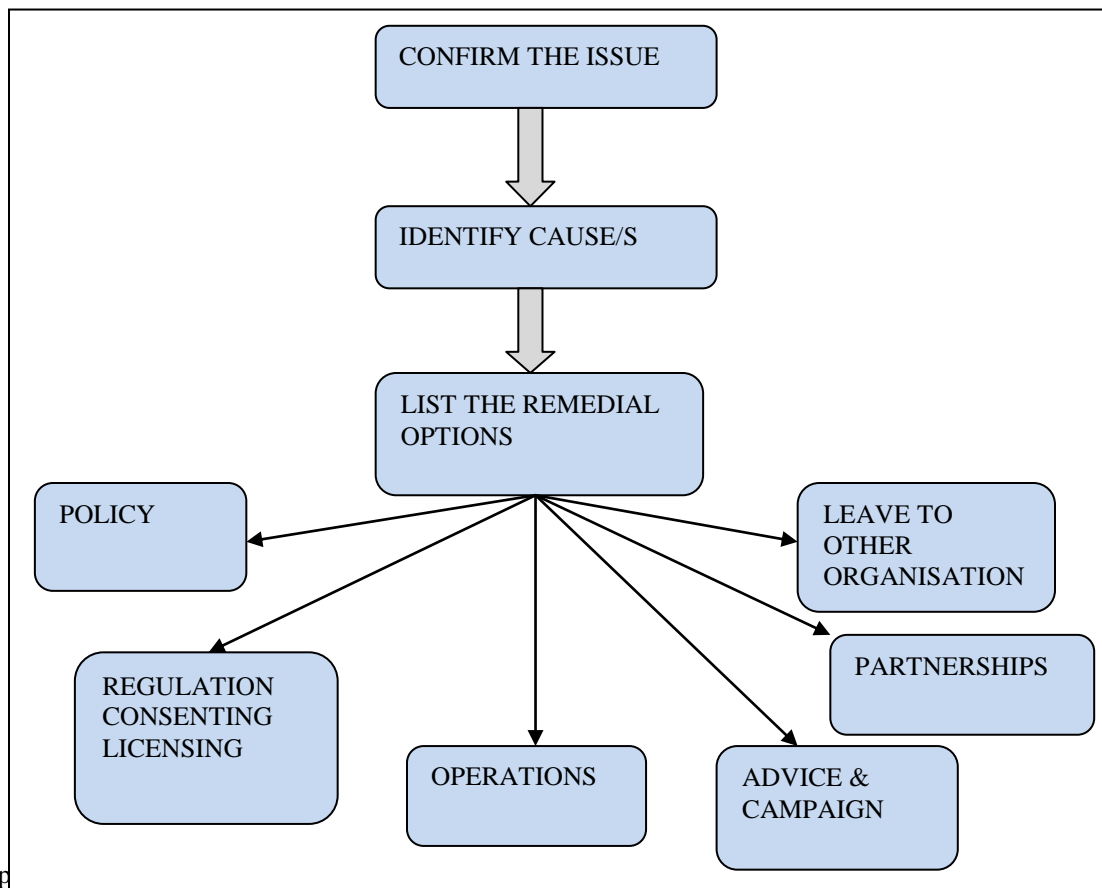 CONFIRM THE ISSUE
IDENTIFY CAUSE/S
LIST THE REMEDIAL
OPTIONS
POLICY
LEAVE TO
OTHER
ORGANISATION
REGULATION
CONSENTING
LICENSING
PARTNERSHIPS
OPERATIONS
ADVICE &
CAMPAIGN
p